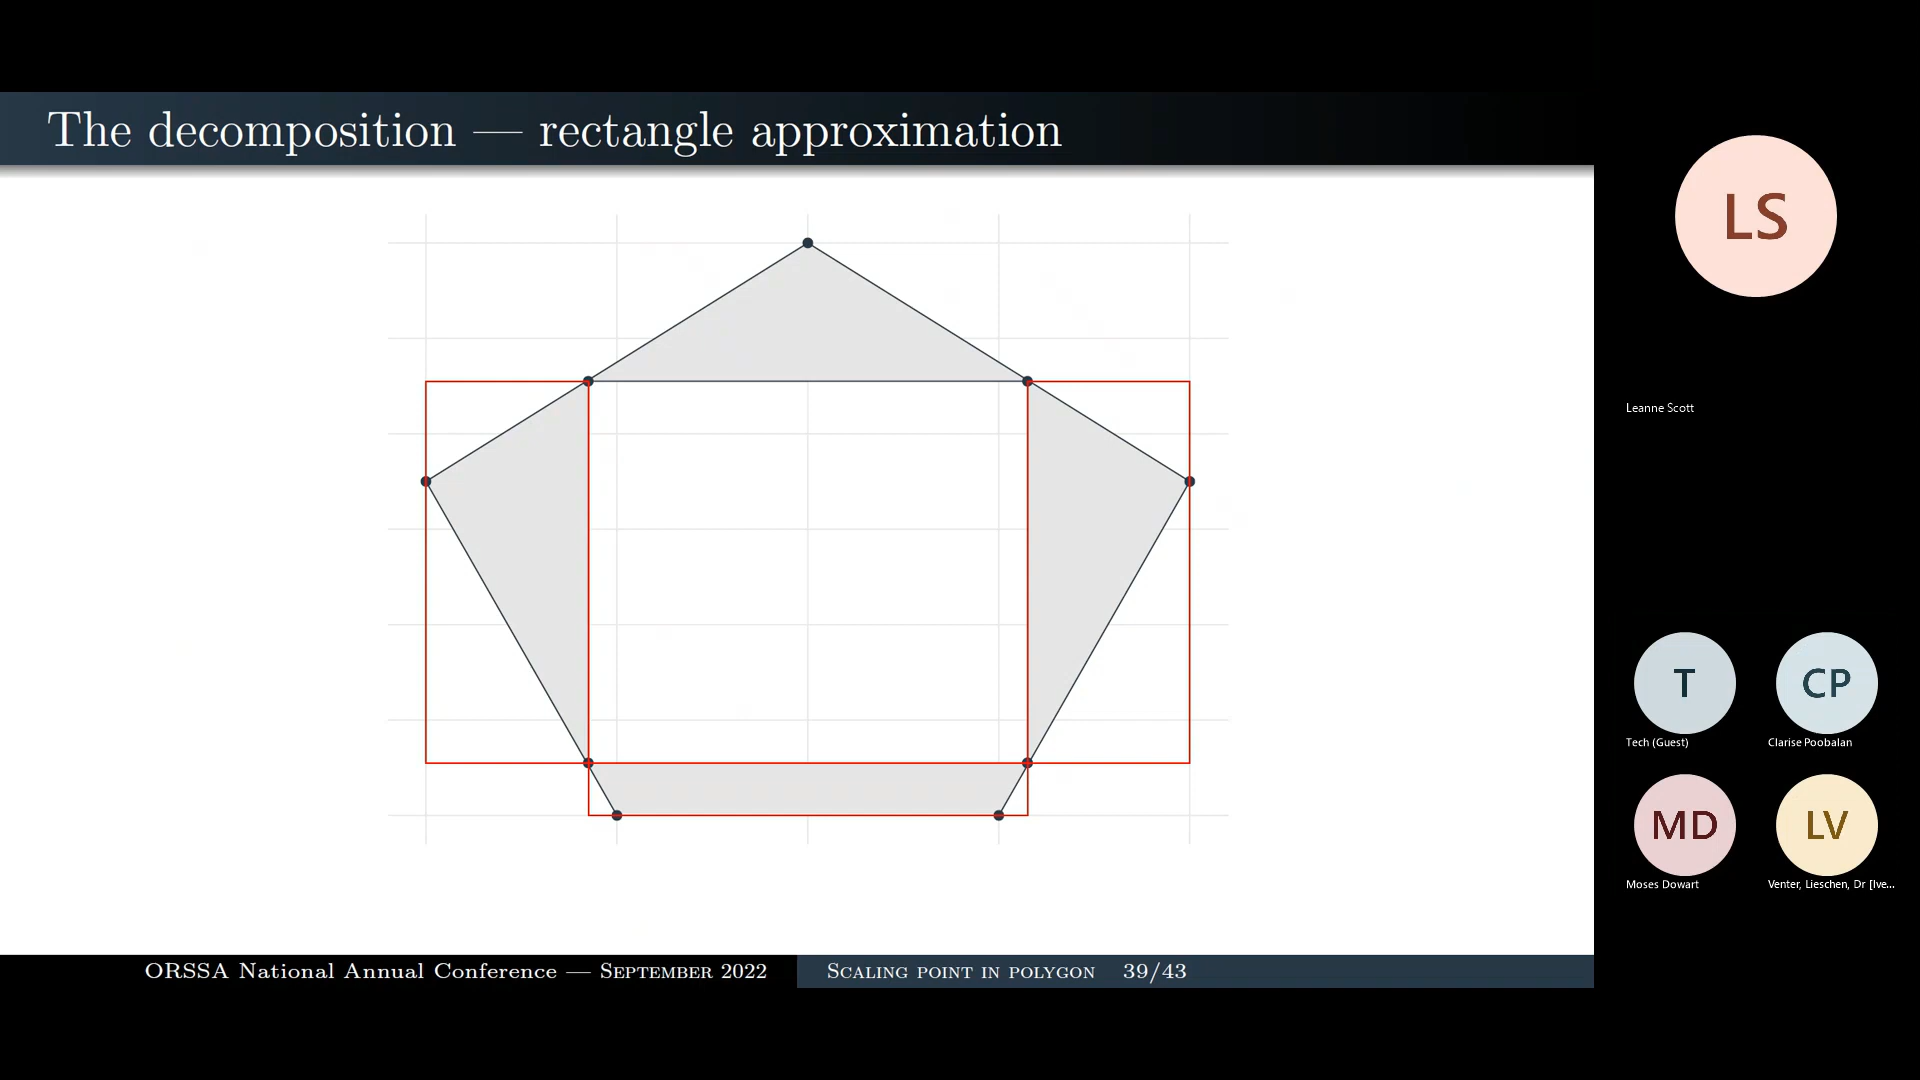 The decomposition — rectangle approximation
LS
Leanne Scott
T
CP
Tech (Guest)
Clarise Poobalan
MD
LV
Moses Dowart
Venter, Lieschen, Dr [lve...
ORSSA National Annual Conference — September 2022
Scaling point in polygon 39/43